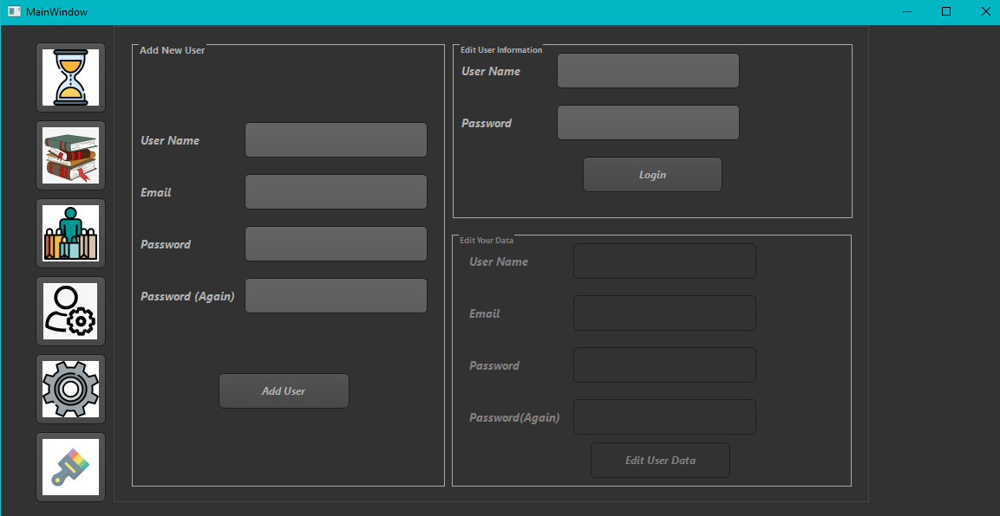 MainWindow
Add New User
User Name
Email
Password
Password (Again)
Add User
Edit User Information
User Name
Password
Login
Edit Your Data
User Name
Email
Password
Password(Again)
Edit User Data